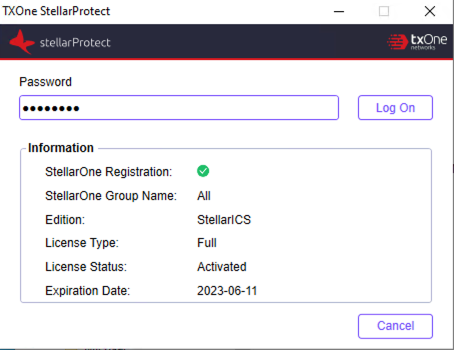 TXOne StellarProtect
stellarProtect
txOne
networks
Password
Log On
Information
StellarOne Registration:
StellarOne Group Name: All
Edition: StellarICS
License Type: Full
License Status: Activated
Expiration Date: 2023-06-11
Cancel